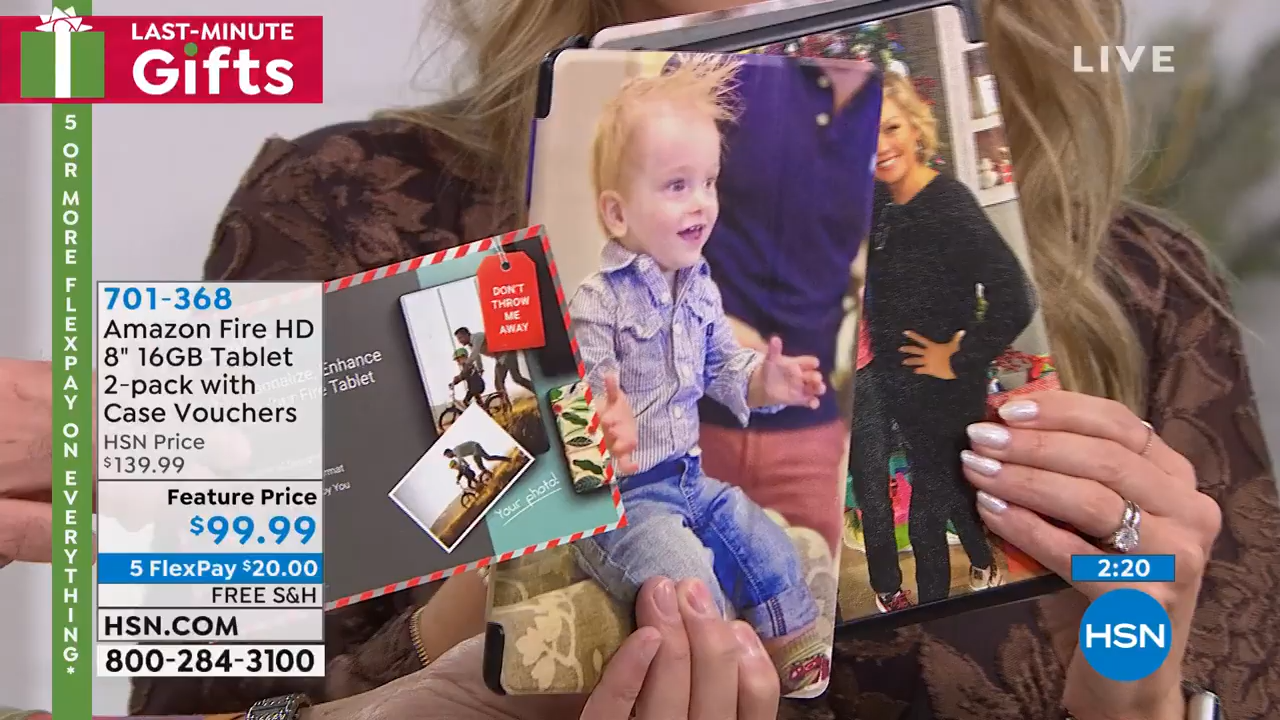 LAST-MINUTE
Gifts
LIVE
5 OR MORE FLEXPAY ON EVERYTHING*
701-368
Amazon Fire HD
8" 16GB Tablet
2-pack with
Case Vouchers
HSN Price
$139.99
Feature Price
$99.99
5 FlexPay $20.00
FREE S&H
HSN.COM
800-284-3100
DON'T
THROW
ME
AWAY
Enhance
Fire Tablet
by You
Your photo!
2:20
HSN